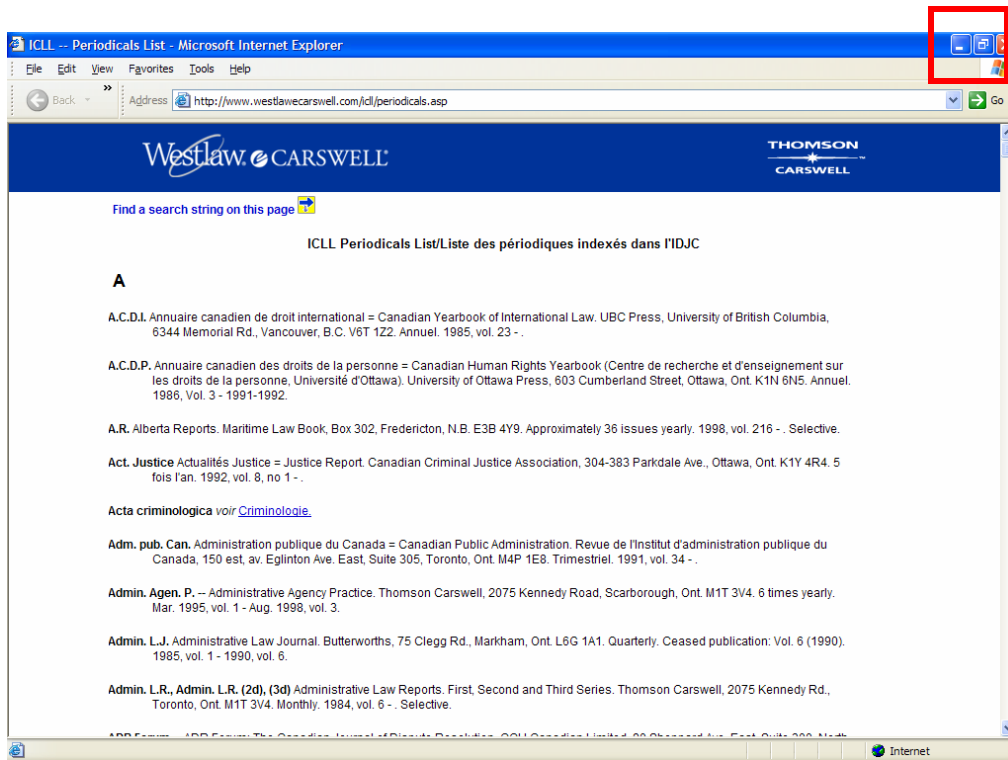 ICLL -- Periodicals List - Microsoft Internet Explorer
File Edit View Favorites Tools Help
Back » Address http://www.westlawecarswell.com/icll/periodicals.asp Go
Westlaw. eCARSWELL®
THOMSON
CARSWELL ™
Find a search string on this page
ICLL Periodicals List/Liste des périodiques indexés dans l'IDJC
A
A.C.D.I. Annuaire canadien de droit international = Canadian Yearbook of International Law. UBC Press, University of British Columbia,
6344 Memorial Rd., Vancouver, B.C. V6T 1Z2. Annuel. 1985, vol. 23 - .
A.C.D.P. Annuaire canadien des droits de la personne = Canadian Human Rights Yearbook (Centre de recherche et d'enseignement sur
les droits de la personne, Université d'Ottawa). University of Ottawa Press, 603 Cumberland Street, Ottawa, Ont. K1N 6N5. Annuel.
1986, Vol. 3 - 1991-1992.
A.R. Alberta Reports. Maritime Law Book, Box 302, Fredericton, N.B. E3B 4Y9. Approximately 36 issues yearly. 1998, vol. 216 - . Selective.
Act. Justice Actualités Justice = Justice Report. Canadian Criminal Justice Association, 304-383 Parkdale Ave., Ottawa, Ont. K1Y 4R4. 5
fois l'an. 1992, vol. 8, no 1 - .
Acta criminologica voir Criminologie.
Adm. pub. Can. Administration publique du Canada = Canadian Public Administration. Revue de l'Institut d'administration publique du
Canada, 150 est, av. Eglinton Ave. East, Suite 305, Toronto, Ont. M4P 1E8. Trimestriel. 1991, vol. 34 - .
Admin. Agen. P. -- Administrative Agency Practice. Thomson Carswell, 2075 Kennedy Road, Scarborough, Ont. M1T 3V4. 6 times yearly.
Mar. 1995, vol. 1 - Aug. 1998, vol. 3.
Admin. L.J. Administrative Law Journal. Butterworths, 75 Clegg Rd., Markham, Ont. L6G 1A1. Quarterly. Ceased publication: Vol. 6 (1990).
1985, vol. 1 - 1990, vol. 6.
Admin. L.R., Admin. L.R. (2d), (3d) Administrative Law Reports. First, Second and Third Series. Thomson Carswell, 2075 Kennedy Rd.,
Toronto, Ont. M1T 3V4. Monthly. 1984, vol. 6 - . Selective.
Internet